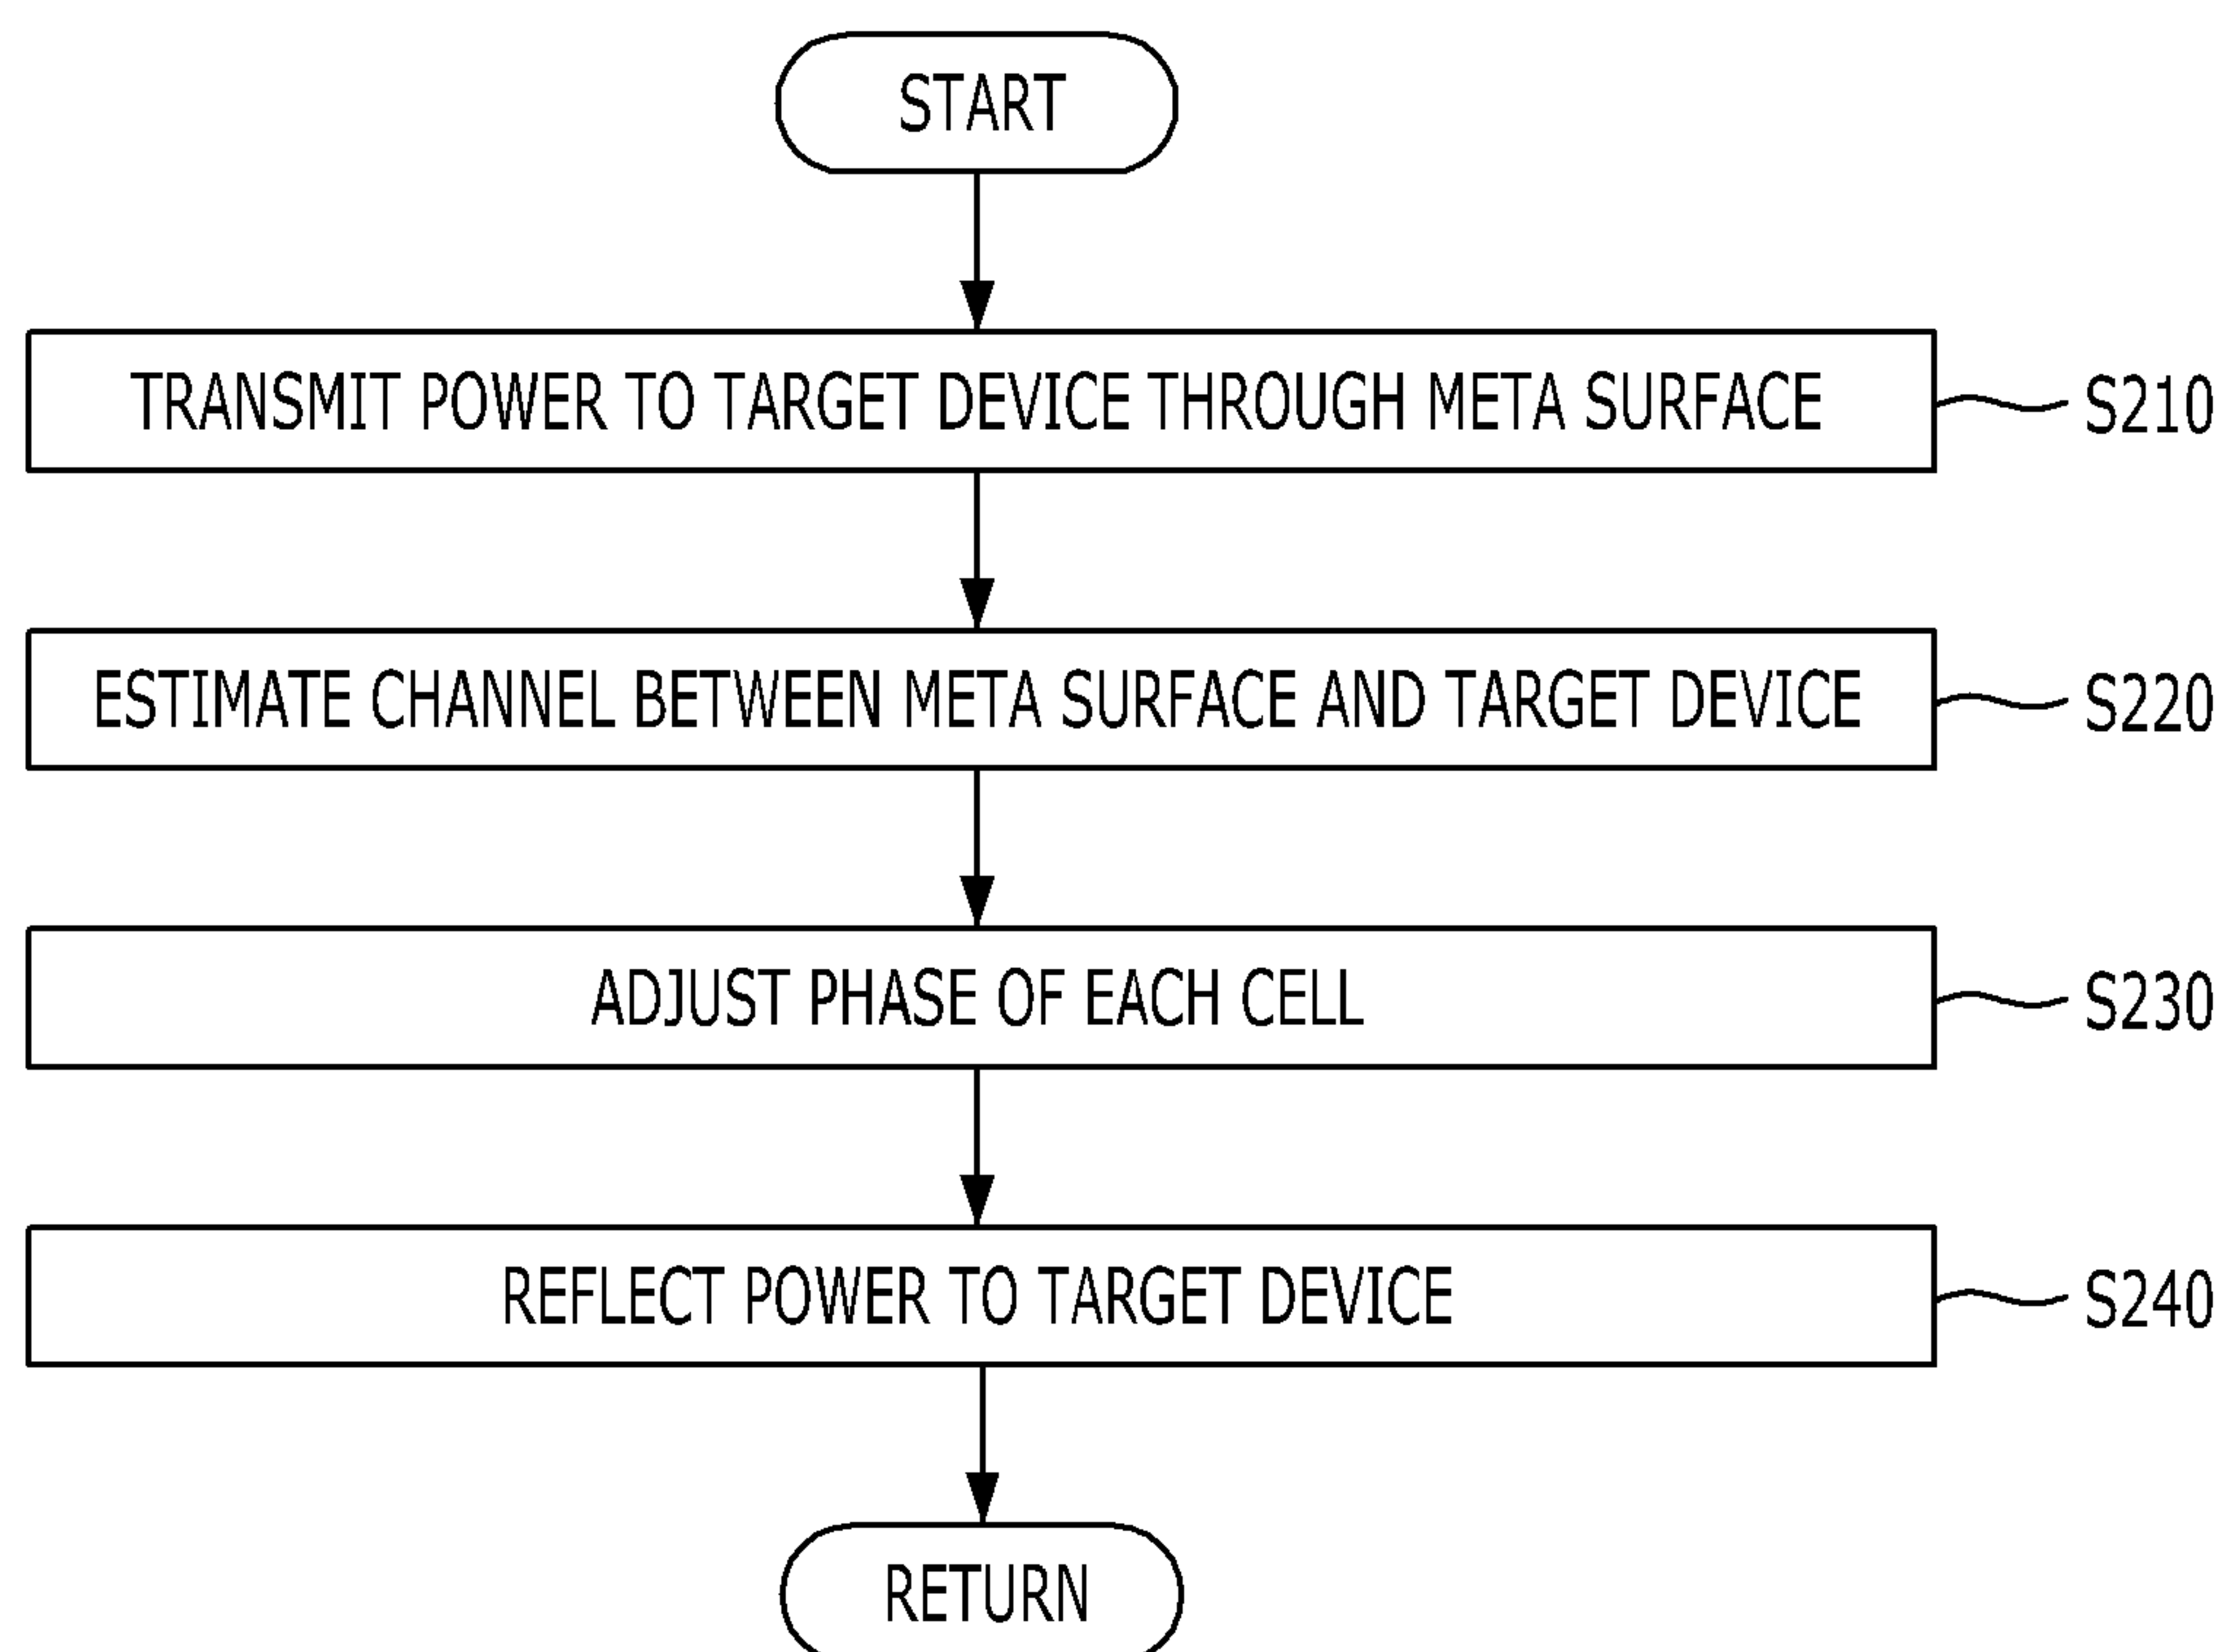 START
TRANSMIT POWER TO TARGET DEVICE THROUGH META SURFACE S210
ESTIMATE CHANNEL BETWEEN META SURFACE AND TARGET DEVICE S220
ADJUST PHASE OF EACH CELL S230
REFLECT POWER TO TARGET DEVICE S240
RETURN